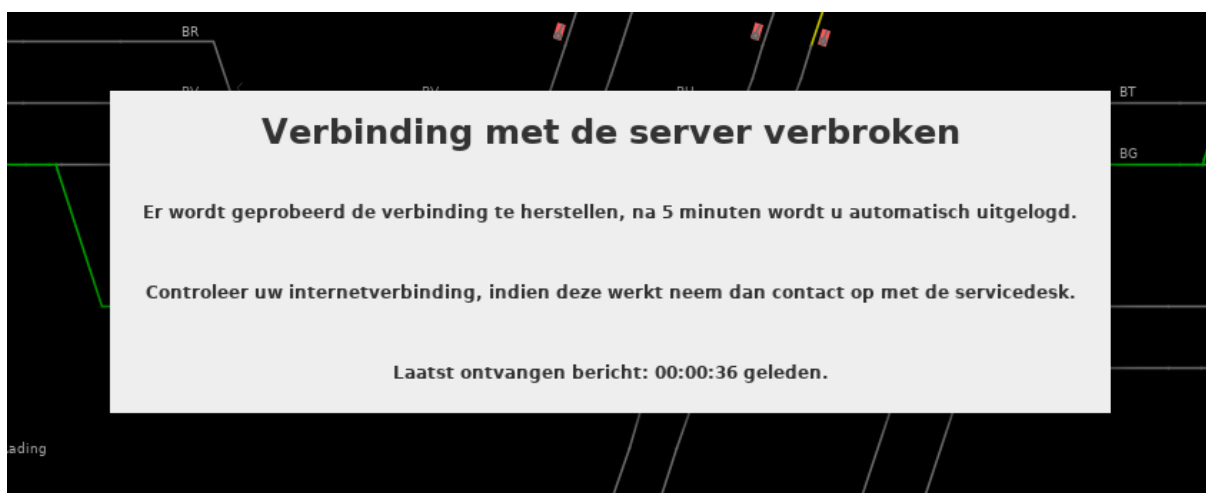 BR
BT
Verbinding met de server verbroken
BG
Er wordt geprobeerd de verbinding te herstellen, na 5 minuten wordt u automatisch uitgelogd.
Controleer uw internetverbinding, indien deze werkt neem dan contact op met de servicedesk.
Laatst ontvangen bericht: 00:00:36 geleden.